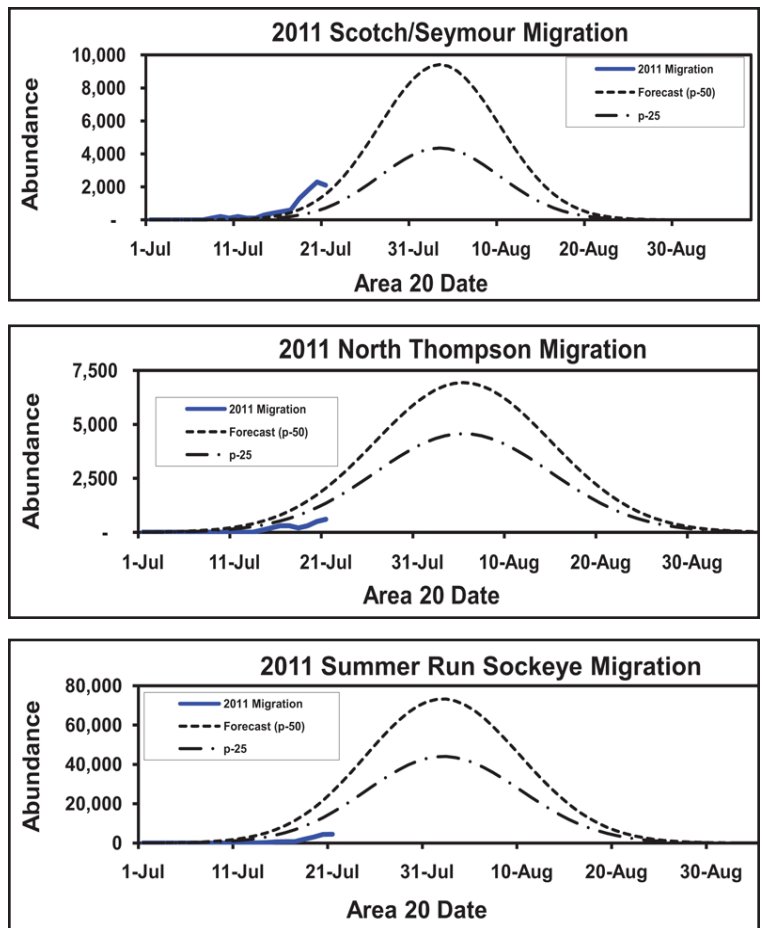 2011 Scotch/Seymour Migration
10,000
8,000
6,000
4,000
2,000
-
Abundance
2011 Migration
Forecast (p-50)
p-25
1-Jul 11-Jul 21-Jul 31-Jul 10-Aug 20-Aug 30-Aug
Area 20 Date
2011 North Thompson Migration
7,500
5,000
2,500
-
Abundance
2011 Migration
Forecast (p-50)
p-25
1-Jul 11-Jul 21-Jul 31-Jul 10-Aug 20-Aug 30-Aug
Area 20 Date
2011 Summer Run Sockeye Migration
80,000
60,000
40,000
20,000
0
Abundance
2011 Migration
Forecast (p-50)
p-25
1-Jul 11-Jul 21-Jul 31-Jul 10-Aug 20-Aug 30-Aug
Area 20 Date